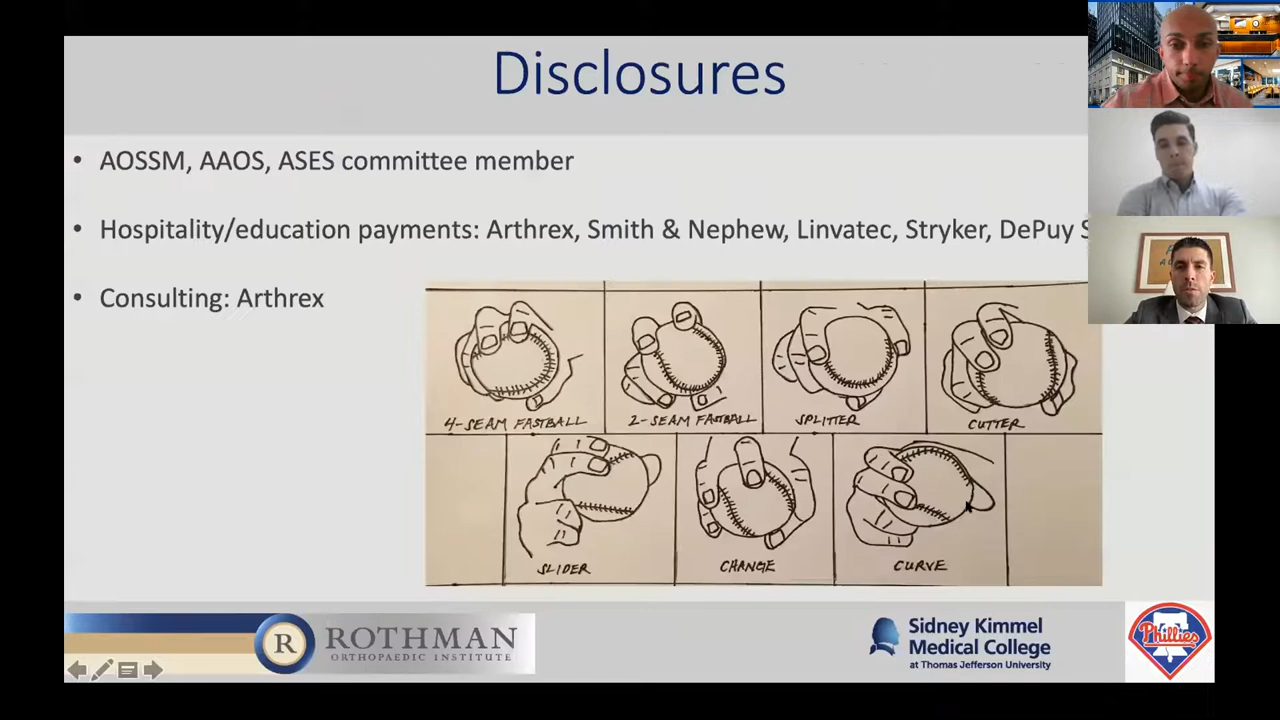 Disclosures
• AOSSM, AAOS, ASES committee member
• Hospitality/education payments: Arthrex, Smith & Nephew, Linvatec, Stryker, DePuy S
• Consulting: Arthrex
4-SEAM FASTBALL
2-SEAM FASTBALL
SPLITTER
CUTTER
SLIDER
CHANGE
CURVE
R
ROTHMAN
ORTHOPAEDIC INSTITUTE
Sidney Kimmel
Medical College
at Thomas Jefferson University
Phillies